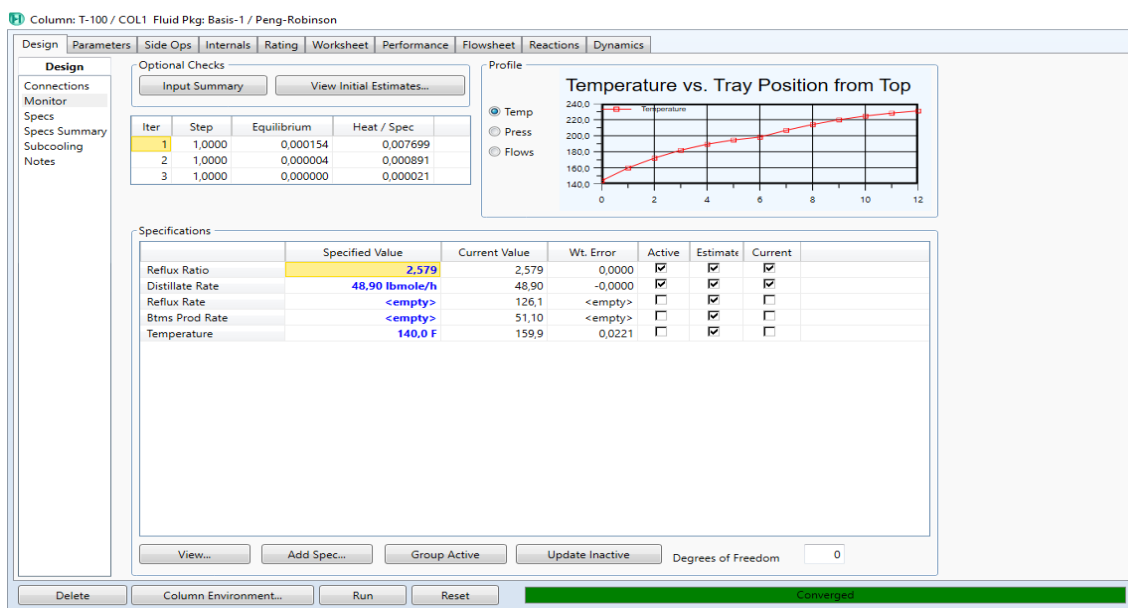 Column: T-100 / COL1 Fluid Pkg: Basis-1 / Peng-Robinson
Design Parameters Side Ops Internals Rating Worksheet Performance Flowsheet Reactions Dynamics
Design
Connections
Monitor
Specs
Specs Summary
Subcooling
Notes
Optional Checks
Input Summary View Initial Estimates...
Iter Step Equilibrium Heat / Spec
1 1,0000 0,000154 0,007699
2 1,0000 0,000004 0,000891
3 1,0000 0,000000 0,000021
Profile
Temp
Press
Flows
Temperature vs. Tray Position from Top
Temperature
240,0
220,0
200,0
180,0
160,0
140,0
0 2 4 6 8 10 12
Specifications
Specified Value Current Value Wt. Error Active Estimate Current
Reflux Ratio 2,579 2,579 0,0000
Distillate Rate 48,90 lbmole/h 48,90 -0,0000
Reflux Rate <empty> 126,1 <empty>
Btms Prod Rate <empty> 51,10 <empty>
Temperature 140,0 F 159,9 0,0221
View... Add Spec... Group Active Update Inactive Degrees of Freedom 0
Delete Column Environment... Run Reset Converged